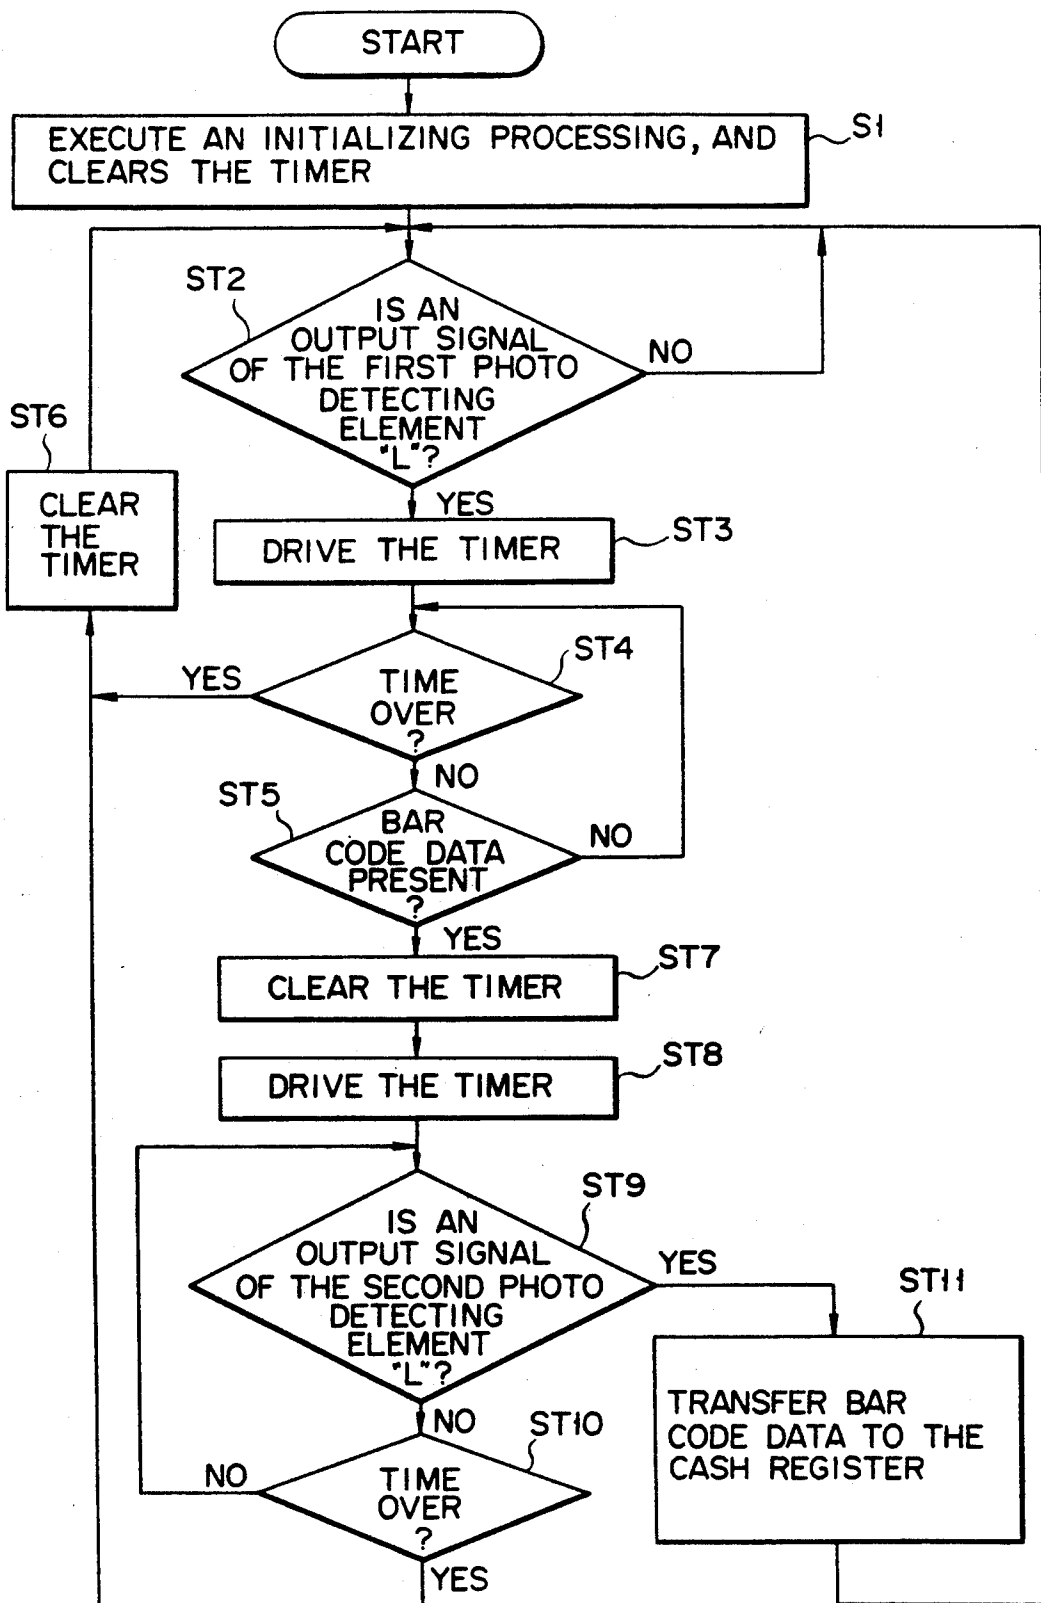 START
S1
EXECUTE AN INITIALIZING PROCESSING, AND
CLEARS THE TIMER
ST2
IS AN
OUTPUT SIGNAL
OF THE FIRST PHOTO
DETECTING
ELEMENT
"L"?
NO
YES
ST6
CLEAR
THE
TIMER
DRIVE THE TIMER
ST3
ST4
TIME
OVER
?
YES
NO
ST5
BAR
CODE DATA
PRESENT
?
NO
YES
CLEAR THE TIMER
ST7
DRIVE THE TIMER
ST8
ST9
IS AN
OUTPUT SIGNAL
OF THE SECOND PHOTO
DETECTING
ELEMENT
"L"?
YES
NO
ST11
TRANSFER BAR
CODE DATA TO THE
CASH REGISTER
ST10
TIME
OVER
?
NO
YES